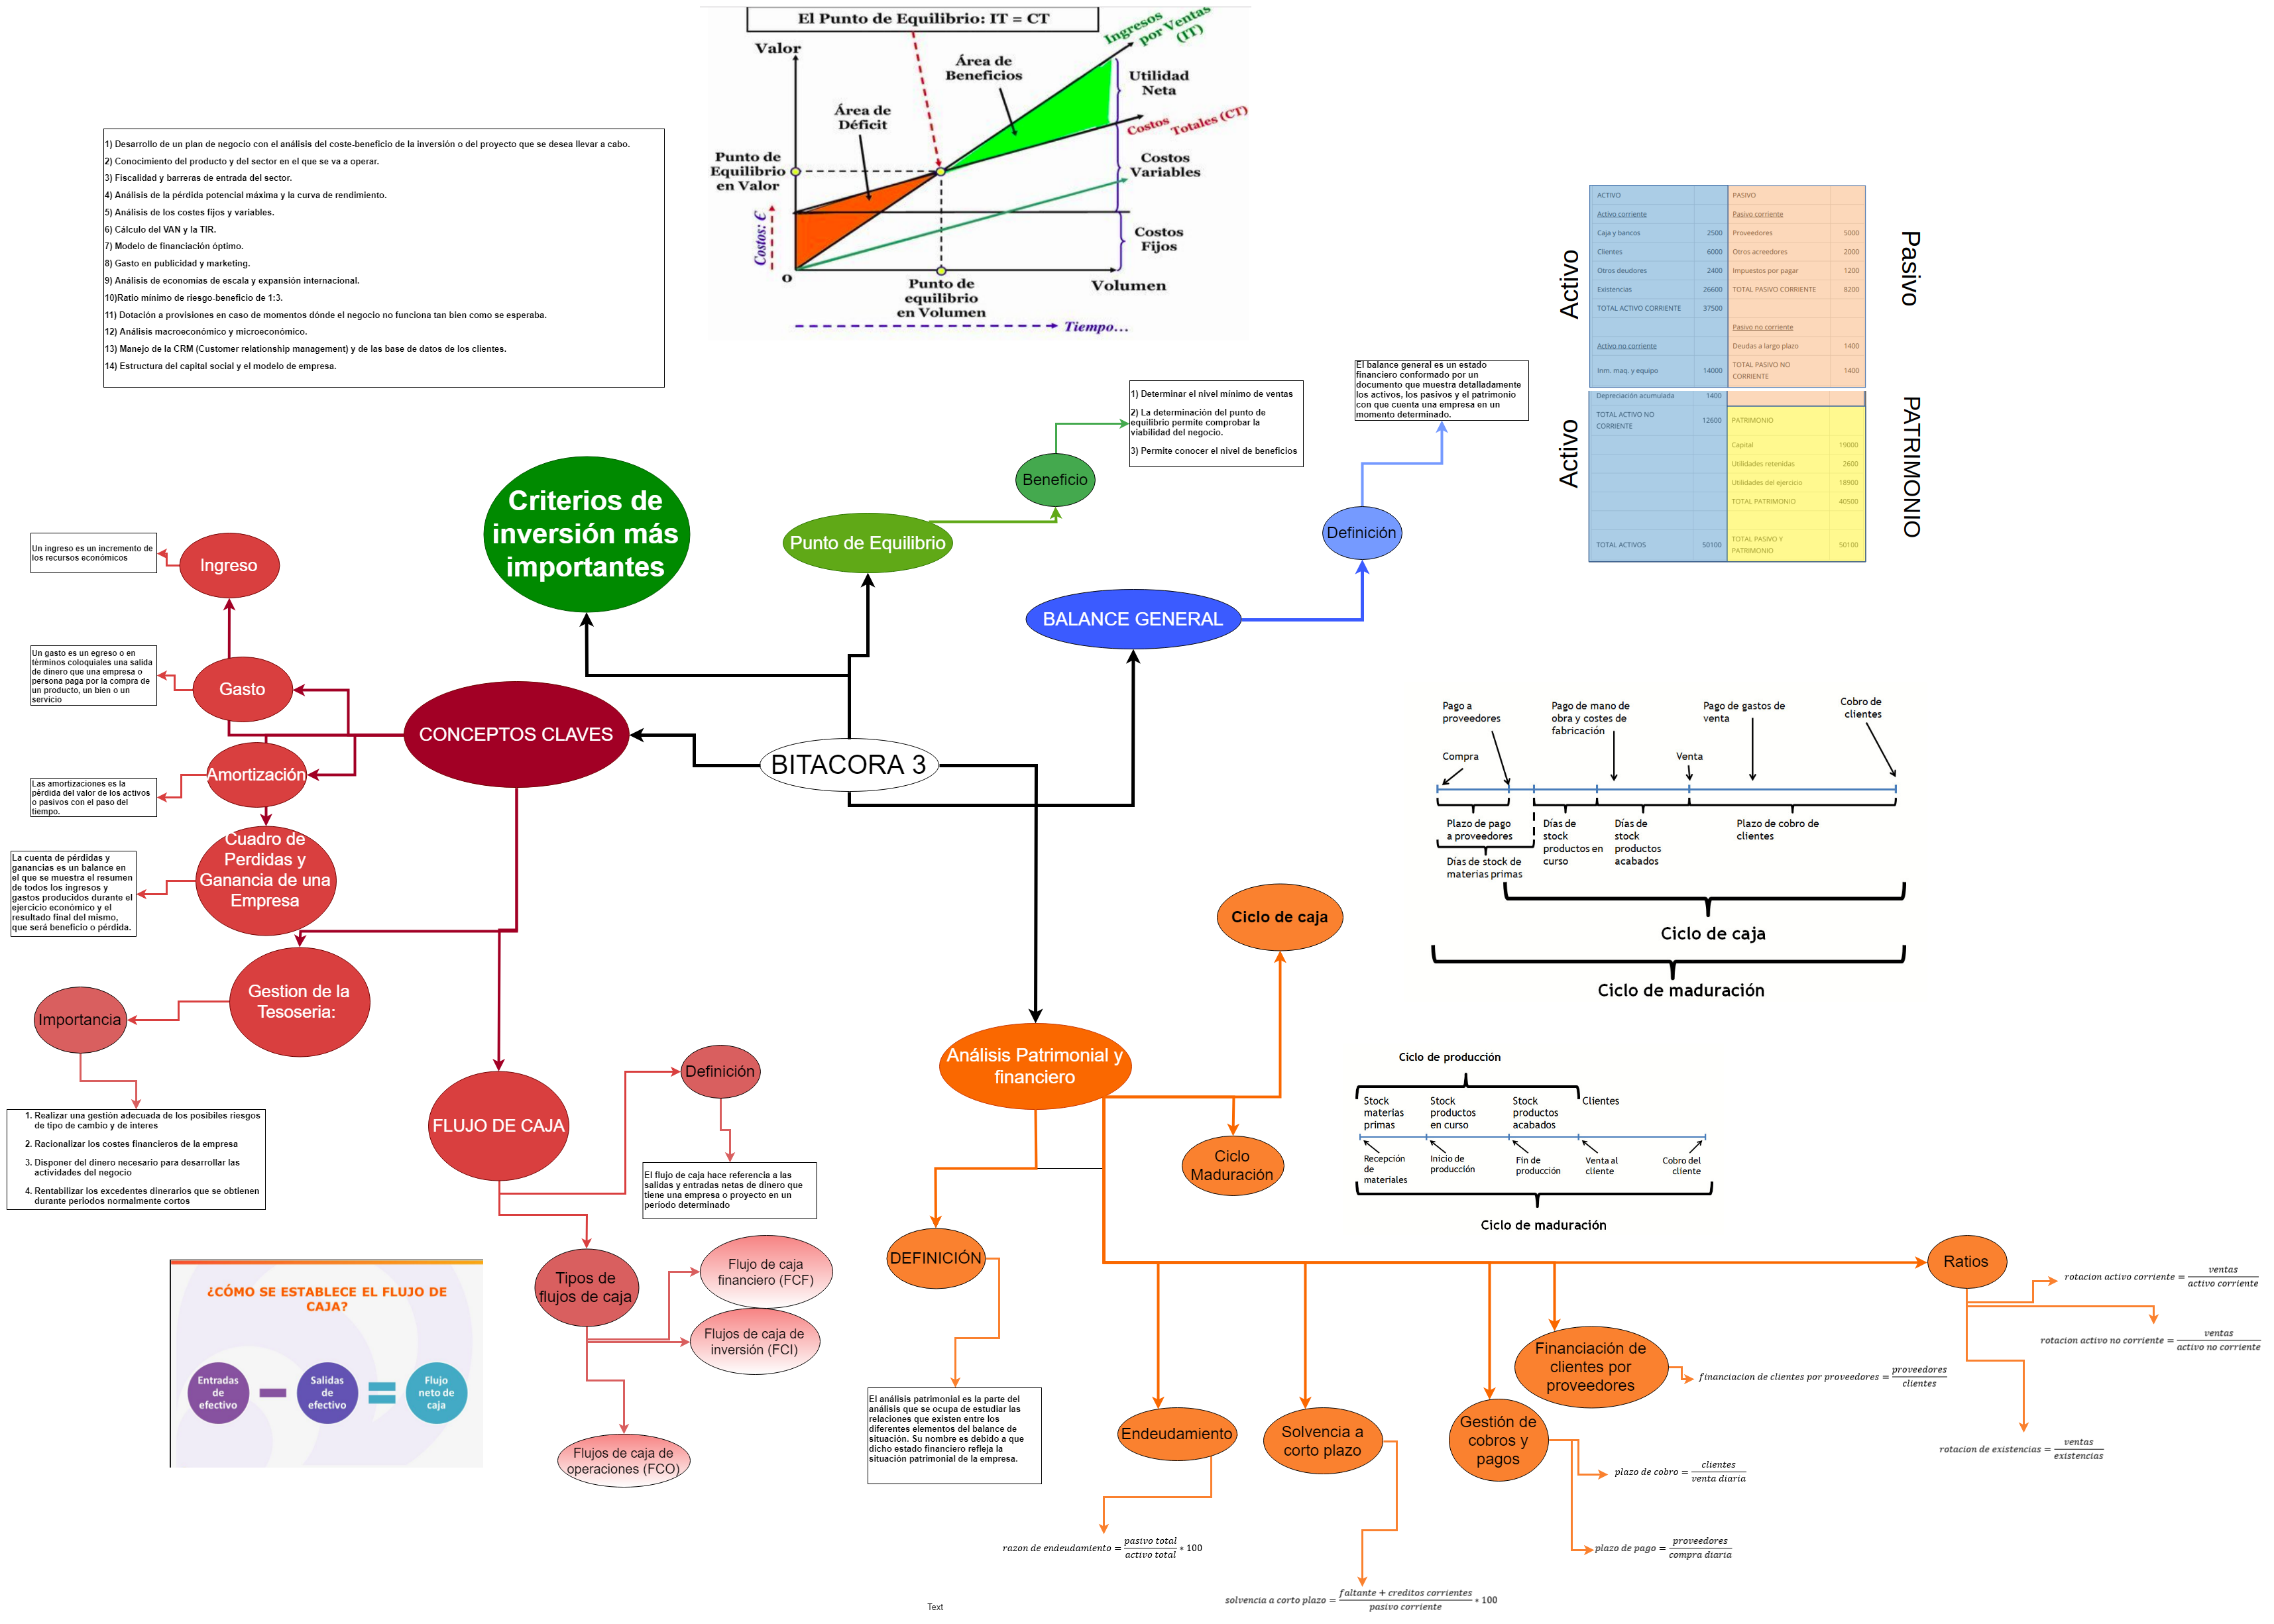 El Punto de Equilibrio: IT = CT
Ingresos
por Ventas
(IT)
Valor
Área de
Beneficios
Utilidad
Neta
Área de
Déficit
Costos
Totales (CT)
Punto de
Equilibrio
en Valor
Costos
Variables
Costos: €
Costos
Fijos
0
Punto de
equilibrio
en Volumen
Volumen
Tiempo...
1) Desarrollo de un plan de negocio con el análisis del coste-beneficio de la inversión o del proyecto que se desea llevar a cabo.
2) Conocimiento del producto y del sector en el que se va a operar.
3) Fiscalidad y barreras de entrada del sector.
4) Análisis de la pérdida potencial máxima y la curva de rendimiento.
5) Análisis de los costes fijos y variables.
6) Cálculo del VAN y la TIR.
7) Modelo de financiación óptimo.
8) Gasto en publicidad y marketing.
9) Análisis de economías de escala y expansión internacional.
10)Ratio mínimo de riesgo-beneficio de 1:3.
11) Dotación a provisiones en caso de momentos dónde el negocio no funciona tan bien como se esperaba.
12) Análisis macroeconómico y microeconómico.
13) Manejo de la CRM (Customer relationship management) y de las base de datos de los clientes.
14) Estructura del capital social y el modelo de empresa.
Activo
Activo
Pasivo
PATRIMONIO
ACTIVO PASIVO
Activo corriente Pasivo corriente
Caja y bancos 2500 Proveedores 5000
Clientes 6000 Otros acreedores 2000
Otros deudores 2400 Impuestos por pagar 1200
Existencias 26600 TOTAL PASIVO CORRIENTE 8200
TOTAL ACTIVO CORRIENTE 37500
Pasivo no corriente
Activo no corriente Deudas a largo plazo 1400
Inm. maq. y equipo 14000 TOTAL PASIVO NO
CORRIENTE 1400
Depreciación acumulada 1400
TOTAL ACTIVO NO
CORRIENTE 12600 PATRIMONIO
Capital 19000
Utilidades retenidas 2600
Utilidades del ejercicio 18900
TOTAL PATRIMONIO 40500
TOTAL ACTIVOS 50100 TOTAL PASIVO Y
PATRIMONIO 50100
El balance general es un estado
financiero conformado por un
documento que muestra detalladamente
los activos, los pasivos y el patrimonio
con que cuenta una empresa en un
momento determinado.
1) Determinar el nivel mínimo de ventas
2) La determinación del punto de
equilibrio permite comprobar la
viabilidad del negocio.
3) Permite conocer el nivel de beneficios
Beneficio
Definición
Criterios de
inversión más
importantes
Punto de Equilibrio
BALANCE GENERAL
Ingreso
Un ingreso es un incremento de
los recursos económicos
Gasto
Un gasto es un egreso o en
términos coloquiales una salida
de dinero que una empresa o
persona paga por la compra de
un producto, un bien o un
servicio
CONCEPTOS CLAVES
BITACORA 3
Amortización
Las amortizaciones es la
pérdida del valor de los activos
o pasivos con el paso del
tiempo.
Cuadro de
Perdidas y
Ganancia de una
Empresa
La cuenta de pérdidas y
ganancias es un balance en
el que se muestra el resumen
de todos los ingresos y
gastos producidos durante el
ejercicio económico y el
resultado final del mismo,
que será beneficio o pérdida.
Gestion de la
Tesoseria:
Importancia
1. Realizar una gestión adecuada de los posibiles riesgos
de tipo de cambio y de interes
2. Racionalizar los costes financieros de la empresa
3. Disponer del dinero necesario para desarrollar las
actividades del negocio
4. Rentabilizar los excedentes dinerarios que se obtienen
durante períodos normalmente cortos
¿CÓMO SE ESTABLECE EL FLUJO DE
CAJA?
Entradas
de
efectivo
Salidas
de
efectivo
Flujo
neto de
caja
FLUJO DE CAJA
Definición
El flujo de caja hace referencia a las
salidas y entradas netas de dinero que
tiene una empresa o proyecto en un
período determinado
Tipos de
flujos de caja
Flujo de caja
financiero (FCF)
Flujos de caja de
inversión (FCI)
Flujos de caja de
operaciones (FCO)
Análisis Patrimonial y
financiero
Ciclo de caja
Ciclo
Maduración
Pago a
proveedores
Pago de mano de
obra y costes de
fabricación
Pago de gastos de
venta
Cobro de
clientes
Compra
Venta
Plazo de pago
a proveedores
Días de
stock
productos en
curso
Días de
stock
productos
acabados
Plazo de cobro de
clientes
Días de stock de
materias primas
Ciclo de caja
Ciclo de maduración
Ciclo de producción
Stock
materias
primas
Stock
productos
en curso
Stock
productos
acabados
Clientes
Recepción
de
materiales
Inicio de
producción
Fin de
producción
Venta al
cliente
Cobro del
cliente
Ciclo de maduración
DEFINICIÓN
El análisis patrimonial es la parte del
análisis que se ocupa de estudiar las
relaciones que existen entre los
diferentes elementos del balance de
situación. Su nombre es debido a que
dicho estado financiero refleja la
situación patrimonial de la empresa.
Endeudamiento
razon de endeudamiento = pasivo total / activo total * 100
Solvencia a
corto plazo
solvencia a corto plazo = faltante + creditos corrientes / pasivo corriente * 100
Gestión de
cobros y
pagos
plazo de cobro = clientes / venta diaria
plazo de pago = proveedores / compra diaria
Financiación de
clientes por
proveedores
financiacion de clientes por proveedores = proveedores / clientes
Ratios
rotacion activo corriente = ventas / activo corriente
rotacion activo no corriente = ventas / activo no corriente
rotacion de existencias = ventas / existencias
Text